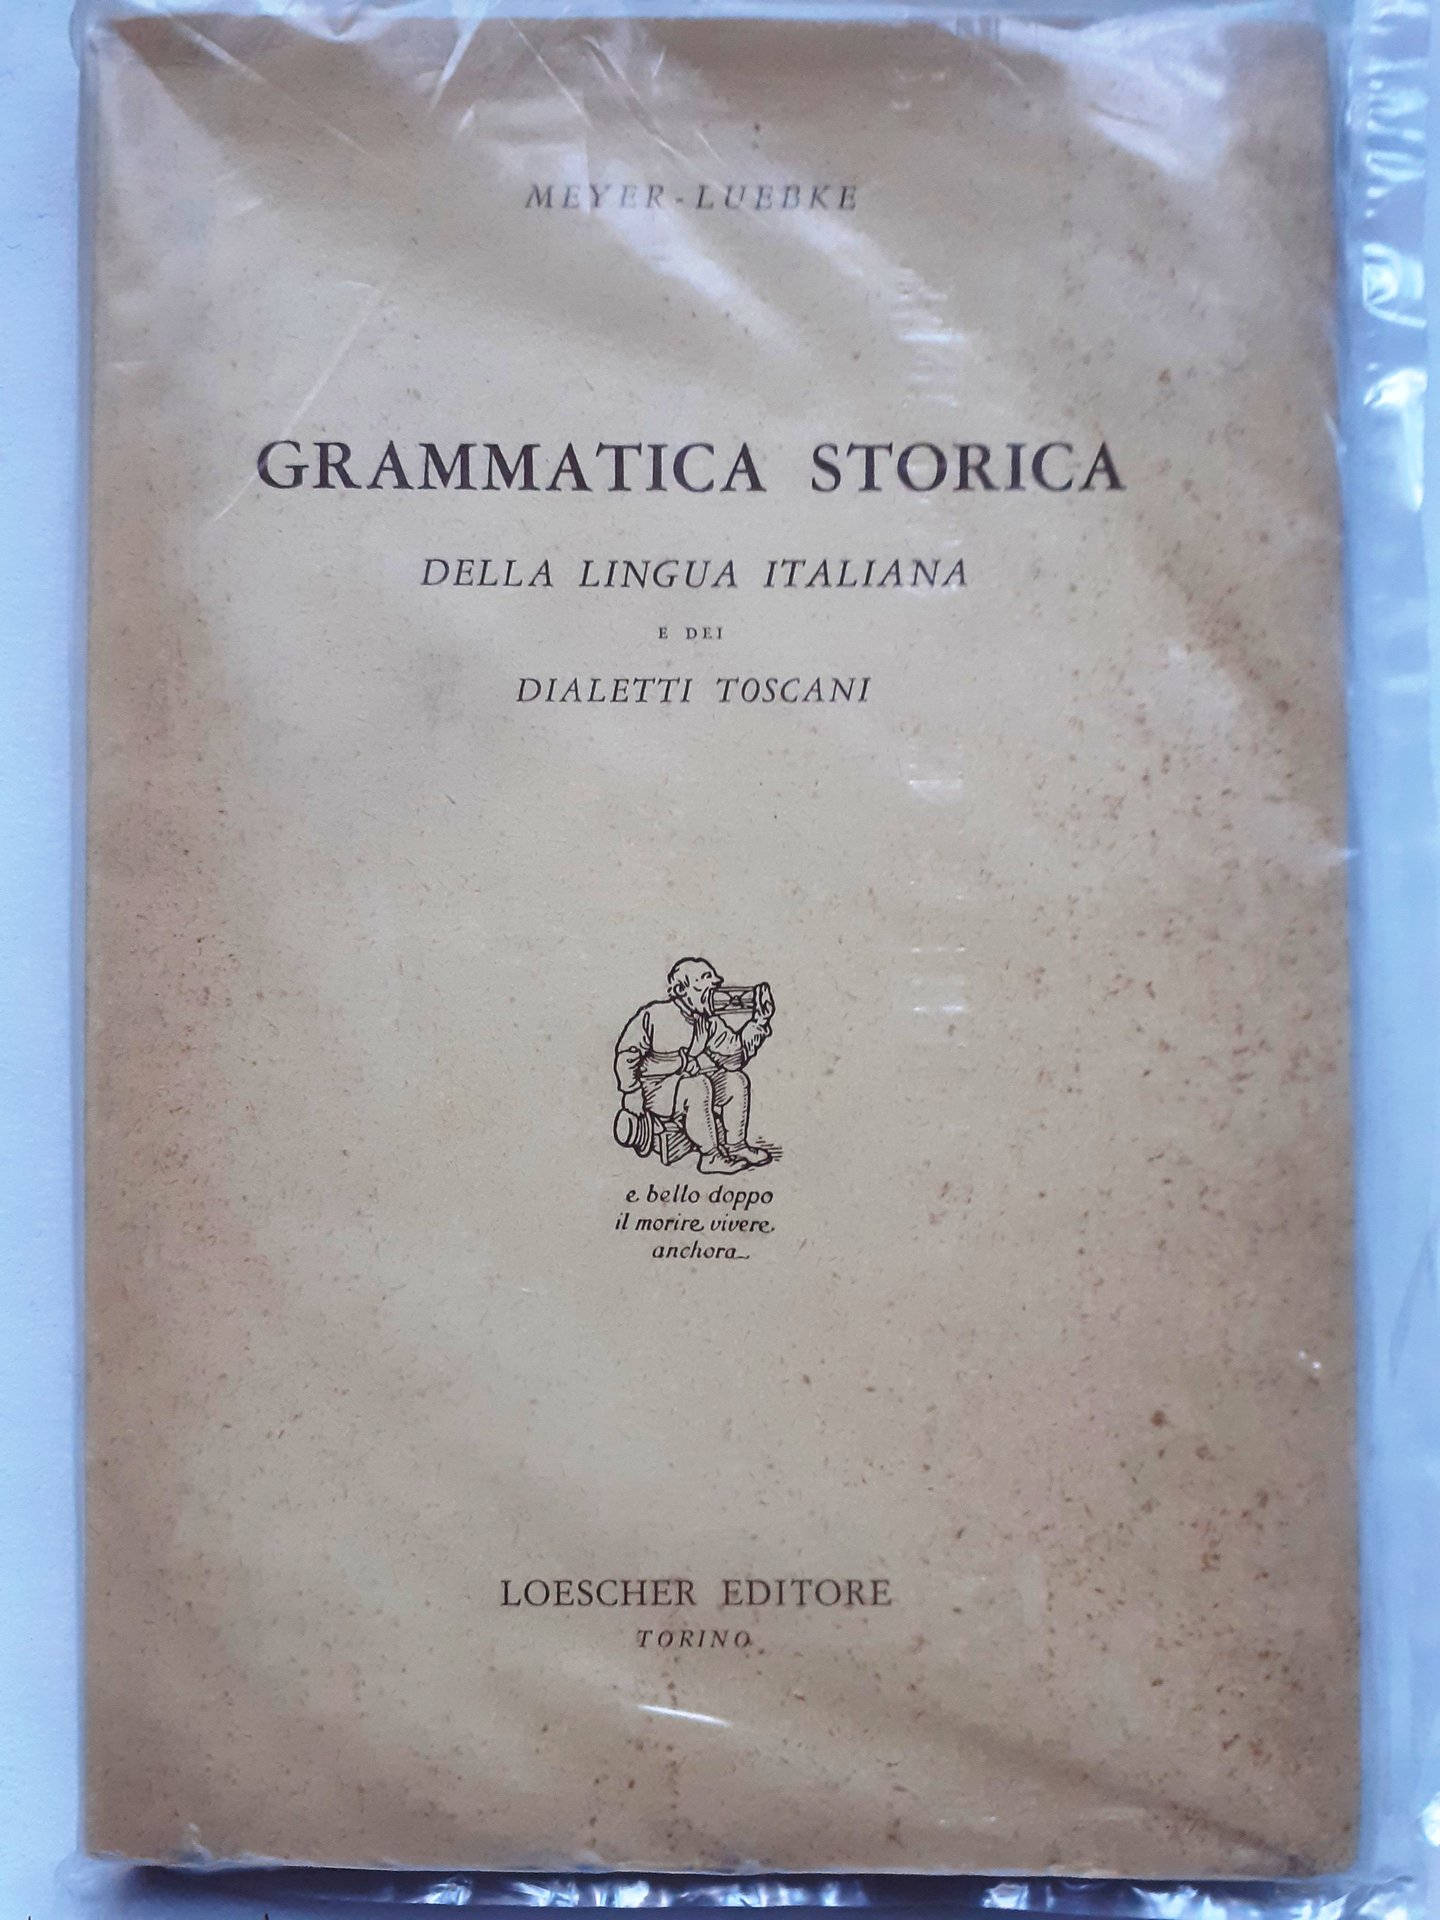 MEYER-LUEBKE
GRAMMATICA STORICA
DELLA LINGUA ITALIANA
E DEI
DIALETTI TOSCANI
e bello doppo
il morire vivere
anchora
LOESCHER EDITORE
TORINO